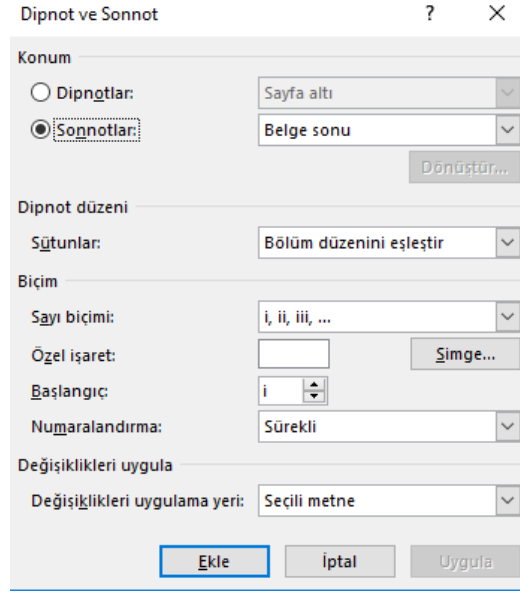 Dipnot ve Sonnot ? ×
Konum
Dipnotlar: Sayfa altı
Sonnotlar: Belge sonu
Dönüştür...
Dipnot düzeni
Sütunlar: Bölüm düzenini eşleştir
Biçim
Sayı biçimi: i, ii, iii, ...
Özel işaret: Simge...
Başlangıç: i
Numaralandırma: Sürekli
Değişiklikleri uygula
Değişiklikleri uygulama yeri: Seçili metne
Ekle İptal Uygula